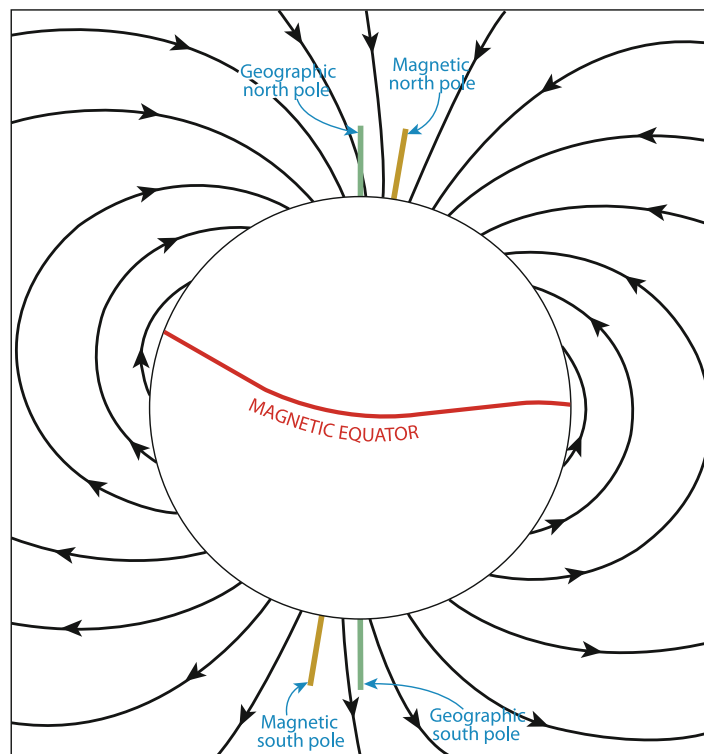 Geographic
north pole
Magnetic
north pole
MAGNETIC EQUATOR
Magnetic
south pole
Geographic
south pole